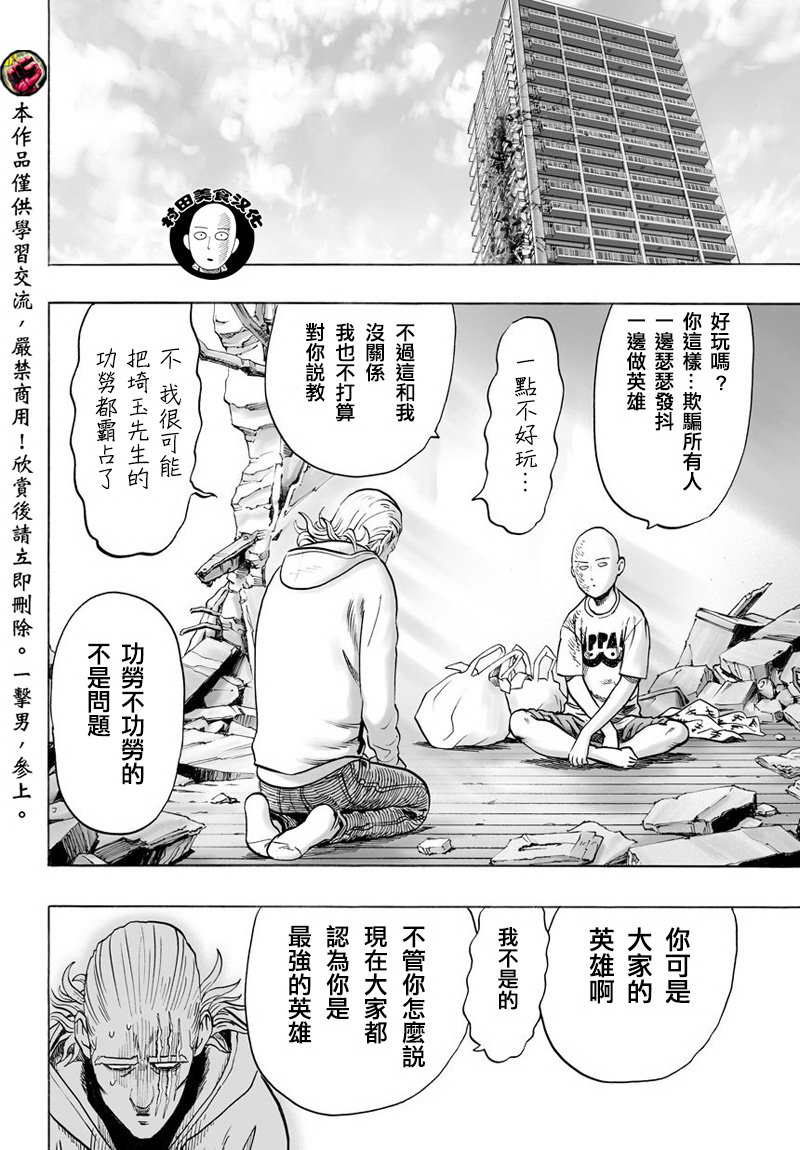 本作品僅供學習交流，嚴禁商用！欣賞後請立即刪除。一擊男，參上。
村田美食汉化
好玩嗎？
你這樣…欺騙所有人
一邊瑟瑟發抖
一邊做英雄
一點不好玩…
不過這和我
沒關係
我也不打算
對你説教
不 我很可能
把埼玉先生的
功勞都霸占了
PPAI
功勞不功勞的
不是問題
你可是
大家的
英雄啊
我不是的
不管你怎麼説
現在大家都
認為你是
最強的英雄